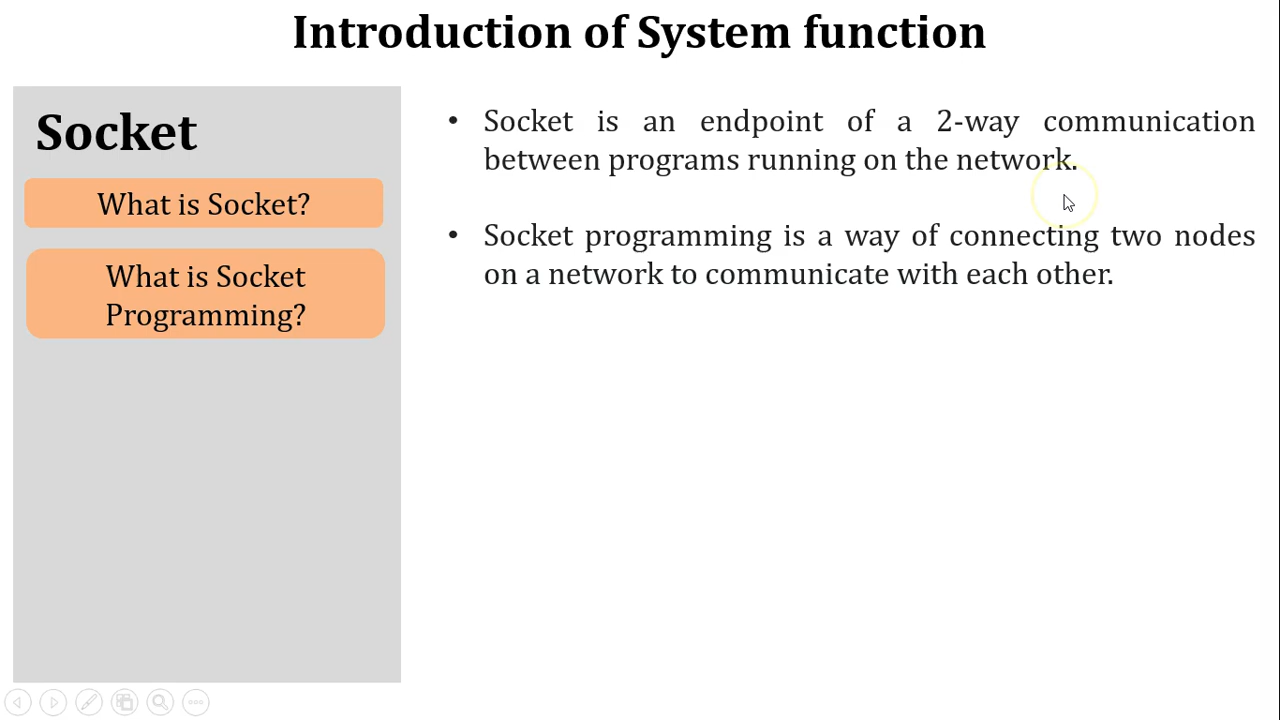 Introduction of System function
Socket
What is Socket?
What is Socket
Programming?
• Socket is an endpoint of a 2-way communication
between programs running on the network.
• Socket programming is a way of connecting two nodes
on a network to communicate with each other.